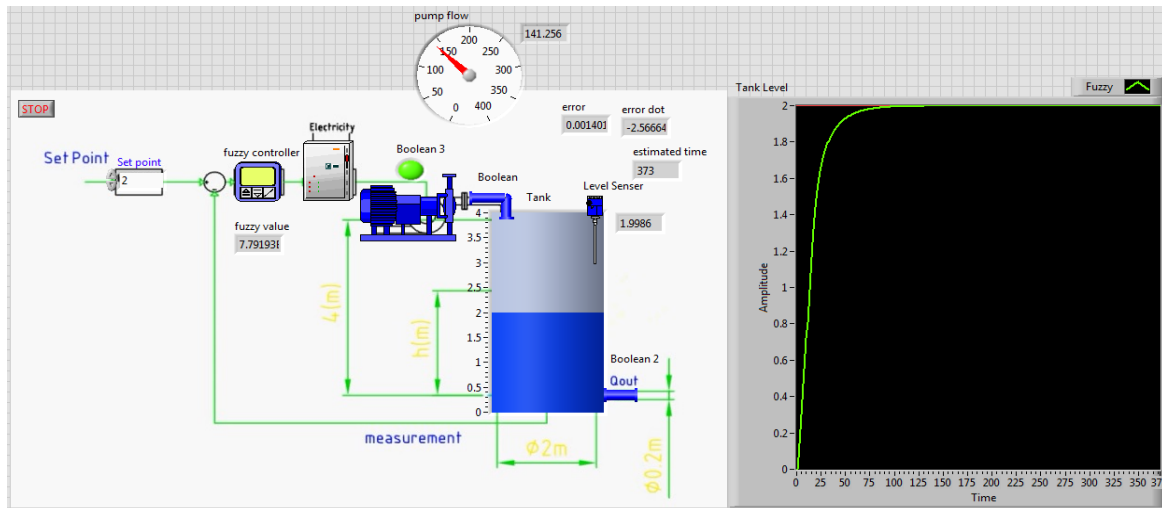 pump flow
141.256
0
50
100
150
200
250
300
350
400
STOP
Set Point
Set point
2
fuzzy controller
fuzzy value
Electricity
Boolean 3
error
0.001401
error dot
-2.56664
estimated time
373
Boolean
Tank
Level Senser
1.9986
4
3.5
3
2.5
2
1.5
1
0.5
0
4(m)
h(m)
Boolean 2
Qout
measurement
Φ2m
Φ0.2m
Tank Level
Fuzzy
Amplitude
2
1.8
1.6
1.4
1.2
1
0.8
0.6
0.4
0.2
0
0 25 50 75 100 125 150 175 200 225 250 275 300 325 350
Time